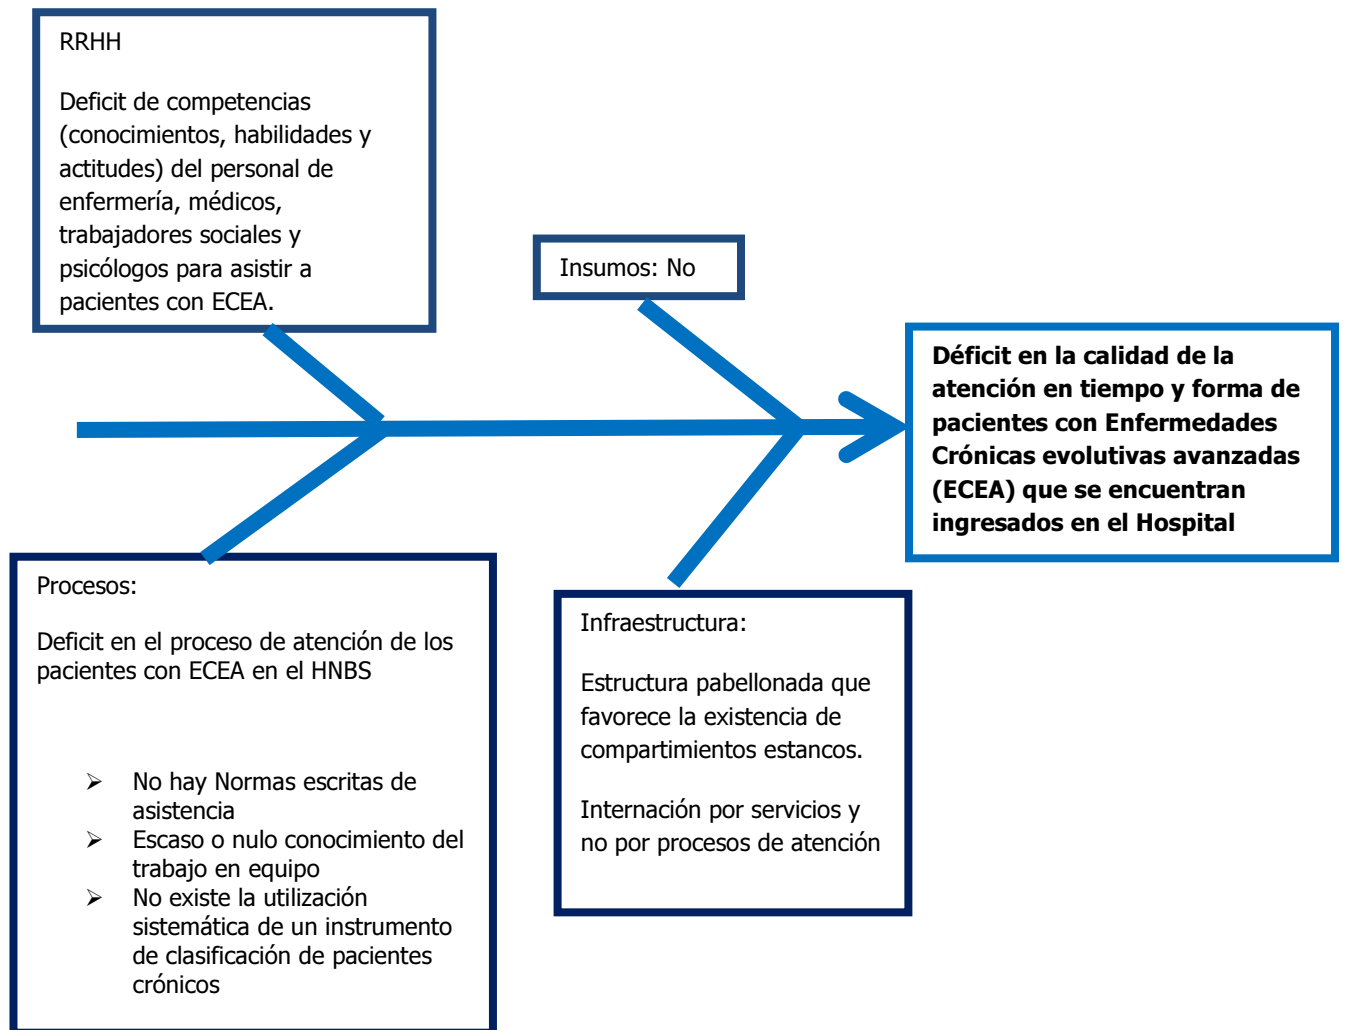 RRHH
Deficit de competencias
(conocimientos, habilidades y
actitudes) del personal de
enfermería, médicos,
trabajadores sociales y
psicólogos para asistir a
pacientes con ECEA.
Insumos: No
Déficit en la calidad de la
atención en tiempo y forma de
pacientes con Enfermedades
Crónicas evolutivas avanzadas
(ECEA) que se encuentran
ingresados en el Hospital
Procesos:
Deficit en el proceso de atención de los
pacientes con ECEA en el HNBS
➢ No hay Normas escritas de
asistencia
➢ Escaso o nulo conocimiento del
trabajo en equipo
➢ No existe la utilización
sistemática de un instrumento
de clasificación de pacientes
crónicos
Infraestructura:
Estructura pabellonada que
favorece la existencia de
compartimientos estancos.
Internación por servicios y
no por procesos de atención